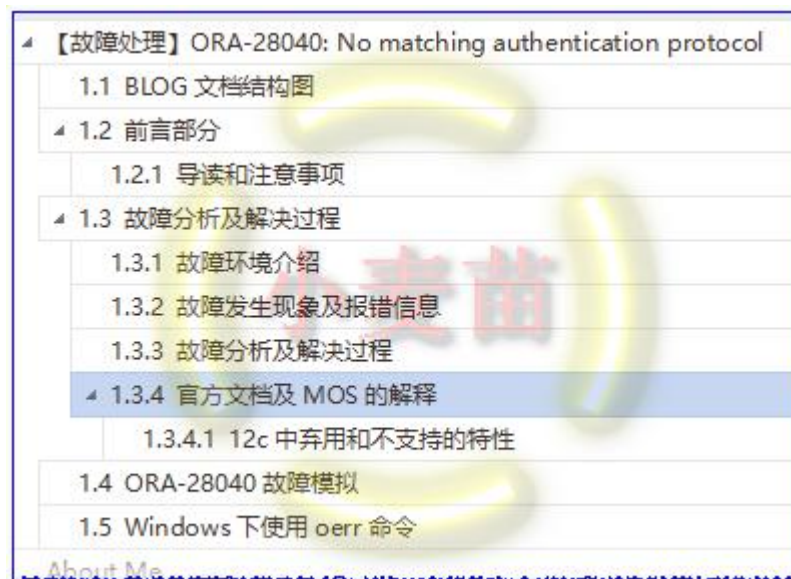 【故障处理】ORA-28040: No matching authentication protocol
1.1 BLOG 文档结构图
1.2 前言部分
1.2.1 导读和注意事项
1.3 故障分析及解决过程
1.3.1 故障环境介绍
1.3.2 故障发生现象及报错信息
1.3.3 故障分析及解决过程
1.3.4 官方文档及 MOS 的解释
1.3.4.1 12c 中弃用和不支持的特性
1.4 ORA-28040 故障模拟
1.5 Windows 下使用 oerr 命令
About Me
小麦苗